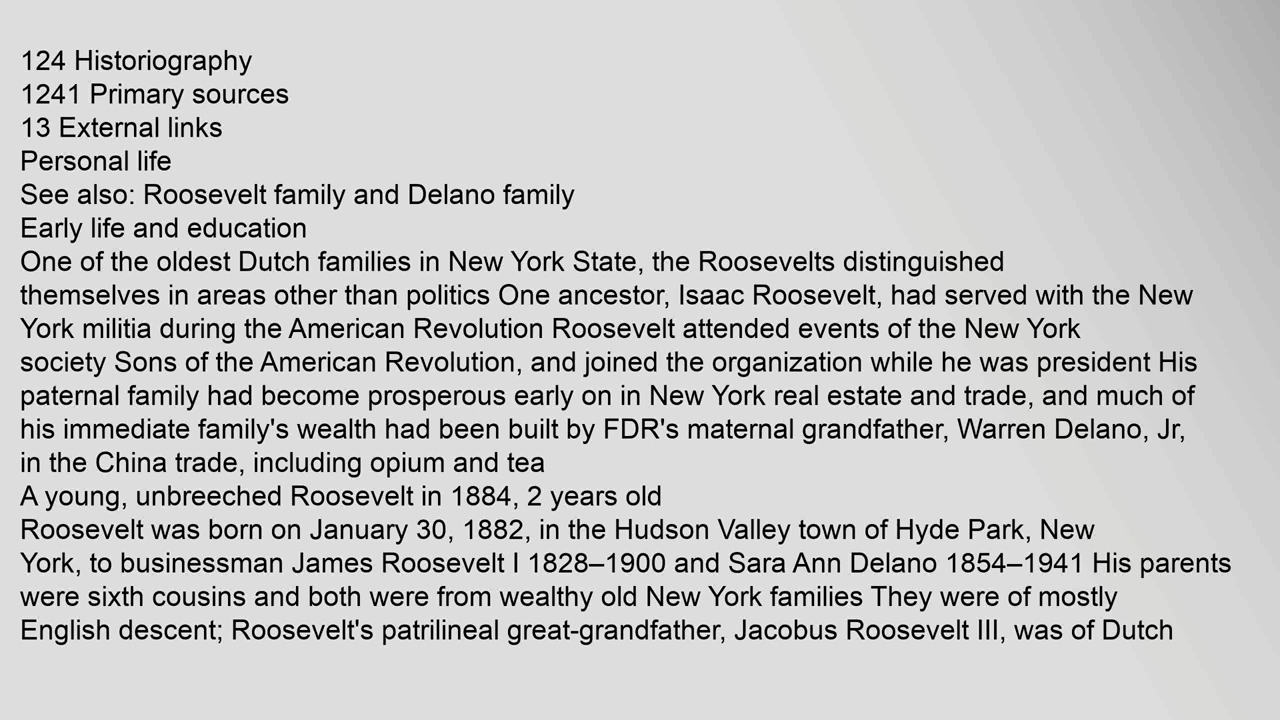 124 Historiography
1241 Primary sources
13 External links
Personal life
See also: Roosevelt family and Delano family
Early life and education
One of the oldest Dutch families in New York State, the Roosevelts distinguished
themselves in areas other than politics One ancestor, Isaac Roosevelt, had served with the New
York militia during the American Revolution Roosevelt attended events of the New York
society Sons of the American Revolution, and joined the organization while he was president His
paternal family had become prosperous early on in New York real estate and trade, and much of
his immediate family's wealth had been built by FDR's maternal grandfather, Warren Delano, Jr,
in the China trade, including opium and tea
A young, unbreeched Roosevelt in 1884, 2 years old
Roosevelt was born on January 30, 1882, in the Hudson Valley town of Hyde Park, New
York, to businessman James Roosevelt I 1828–1900 and Sara Ann Delano 1854–1941 His parents
were sixth cousins and both were from wealthy old New York families They were of mostly
English descent; Roosevelt's patrilineal great-grandfather, Jacobus Roosevelt III, was of Dutch